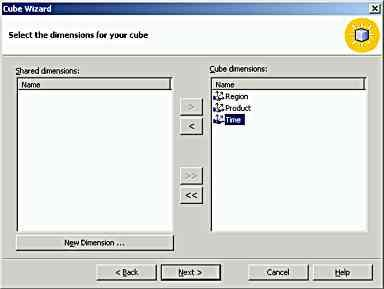 Cube Wizard
Select the dimensions for your cube
Shared dimensions:
Name
New Dimension ...
>
<
>>
<<
Cube dimensions:
Name
Region
Product
Time
< Back
Next >
Cancel
Help